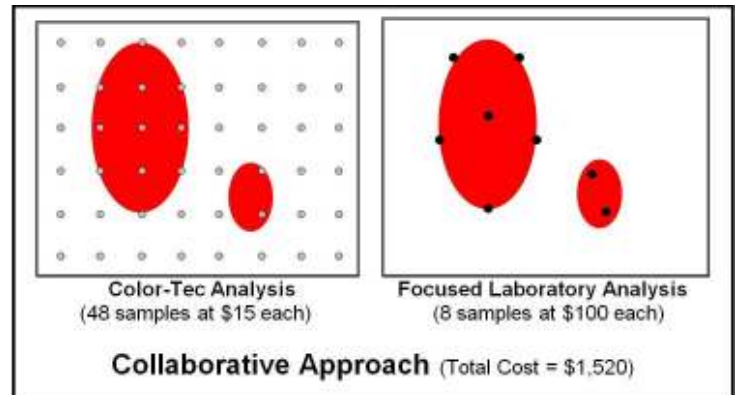 Color-Tec Analysis
(48 samples at $15 each)
Focused Laboratory Analysis
(8 samples at $100 each)
Collaborative Approach (Total Cost = $1,520)